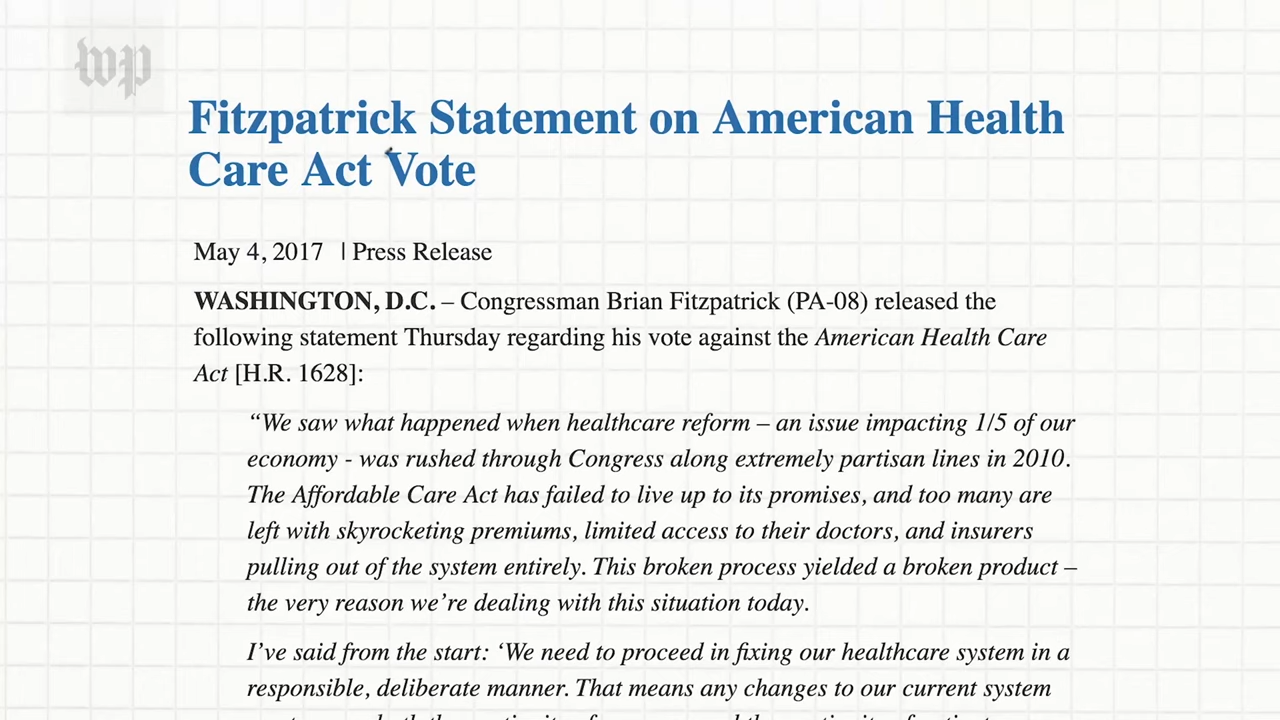 wp
Fitzpatrick Statement on American Health
Care Act Vote
May 4, 2017 | Press Release
WASHINGTON, D.C. – Congressman Brian Fitzpatrick (PA-08) released the
following statement Thursday regarding his vote against the American Health Care
Act [H.R. 1628]:
“We saw what happened when healthcare reform – an issue impacting 1/5 of our
economy - was rushed through Congress along extremely partisan lines in 2010.
The Affordable Care Act has failed to live up to its promises, and too many are
left with skyrocketing premiums, limited access to their doctors, and insurers
pulling out of the system entirely. This broken process yielded a broken product –
the very reason we’re dealing with this situation today.
I’ve said from the start: ‘We need to proceed in fixing our healthcare system in a
responsible, deliberate manner. That means any changes to our current system